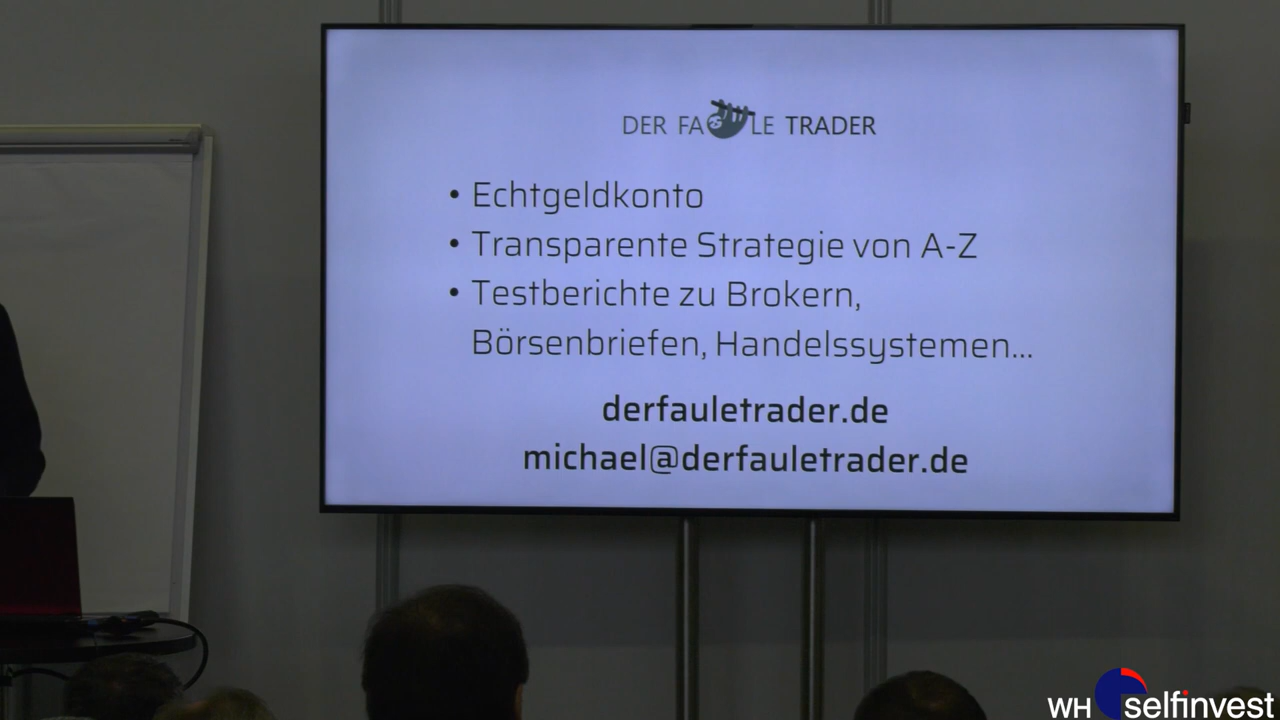 DER FAULE TRADER
• Echtgeldkonto
• Transparente Strategie von A-Z
• Testberichte zu Brokern,
Börsenbriefen, Handelssystemen...
derfauletrader.de
michael@derfauletrader.de
WH selfinvest